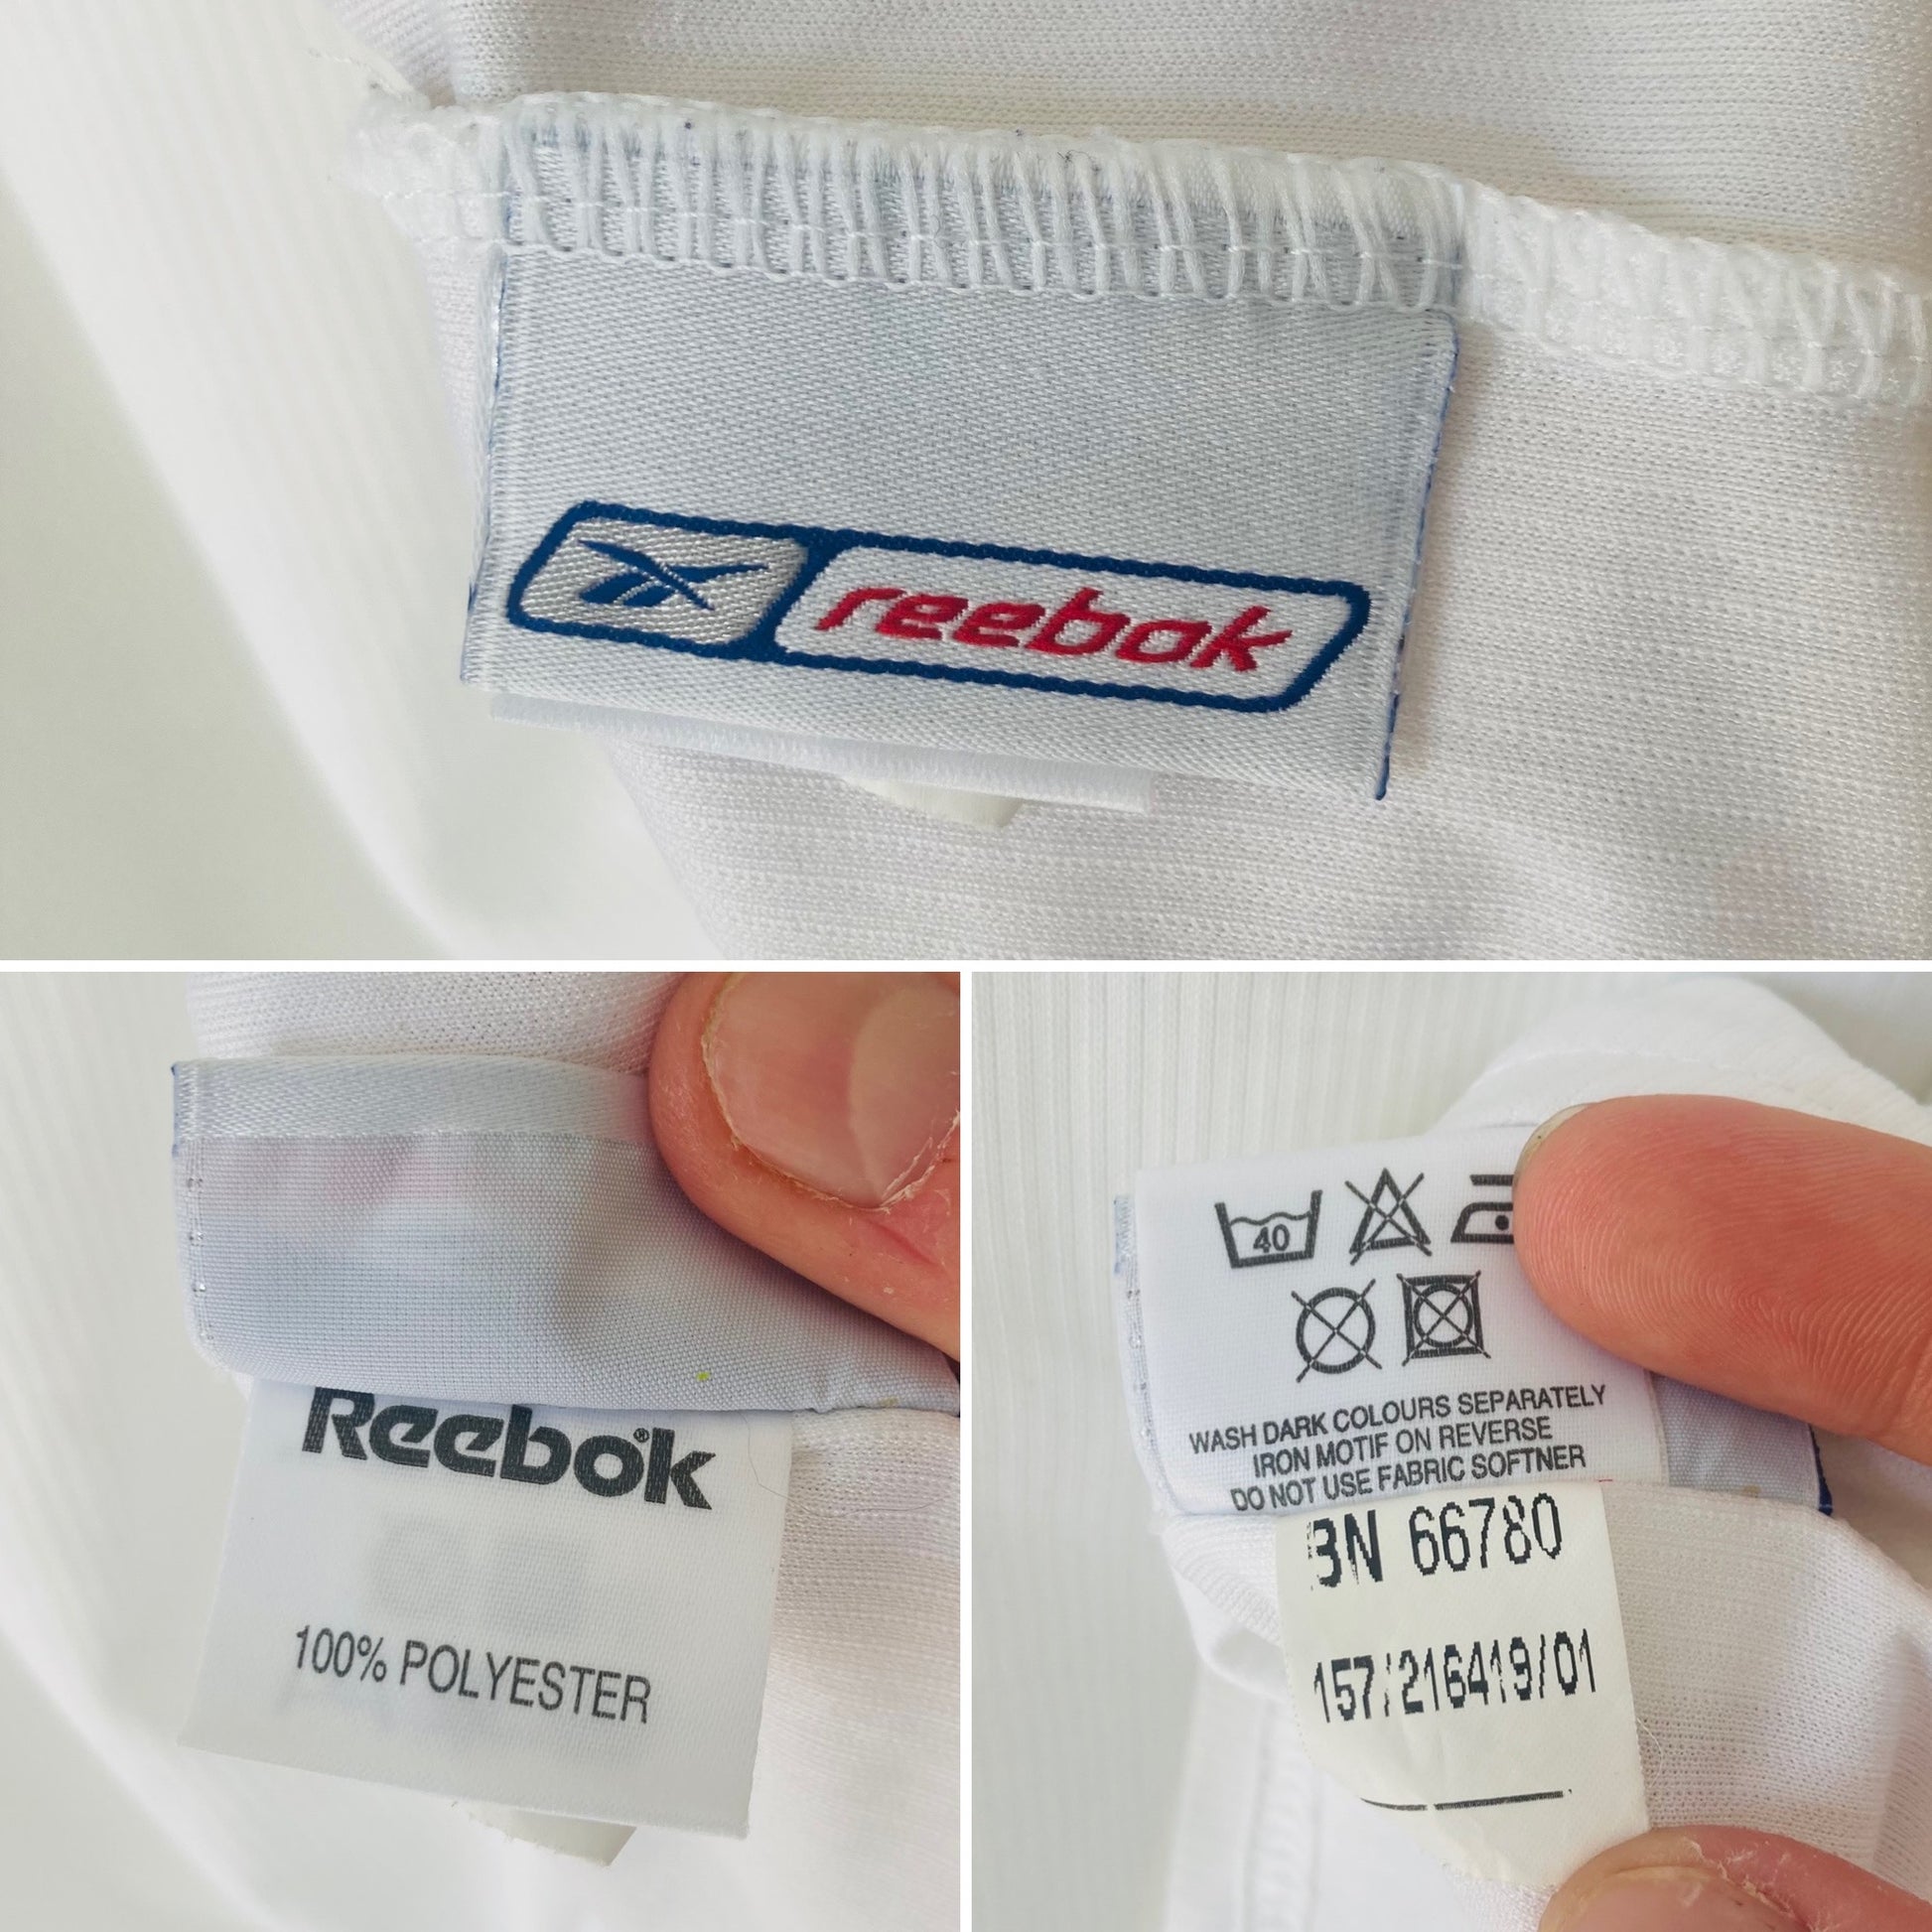 reebok
Reebok®
100% POLYESTER
40
WASH DARK COLOURS SEPARATELY
IRON MOTIF ON REVERSE
DO NOT USE FABRIC SOFTNER
BN 66780
157/216419/01